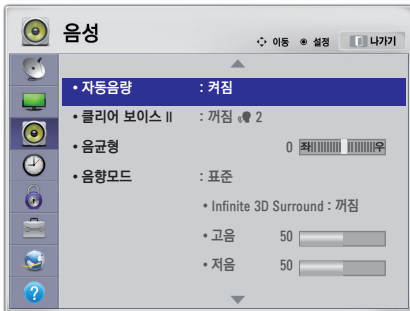 음성
이동 설정 나가기
• 자동음량 : 켜짐
• 클리어 보이스 II : 꺼짐 2
• 음균형 0 좌 우
• 음향모드 : 표준
• Infinite 3D Surround : 꺼짐
• 고음 50
• 저음 50
?